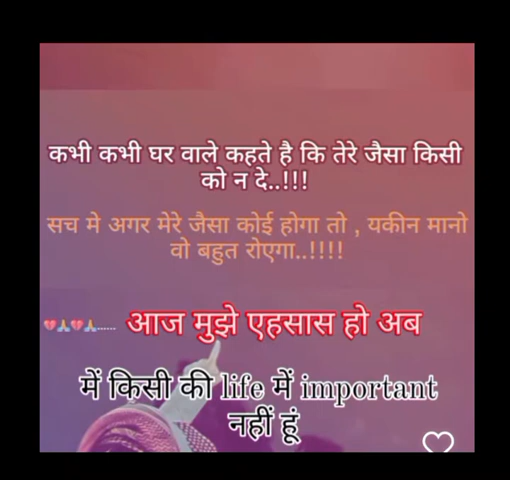 कभी कभी घर वाले कहते है कि तेरे जैसा किसी
को न दे..!!!
सच मे अगर मेरे जैसा कोई होगा तो , यकीन मानो
वो बहुत रोएगा..!!!!
💔🙏💔🙏...... आज मुझे एहसास हो अब
में किसी की life में important
नहीं हूं